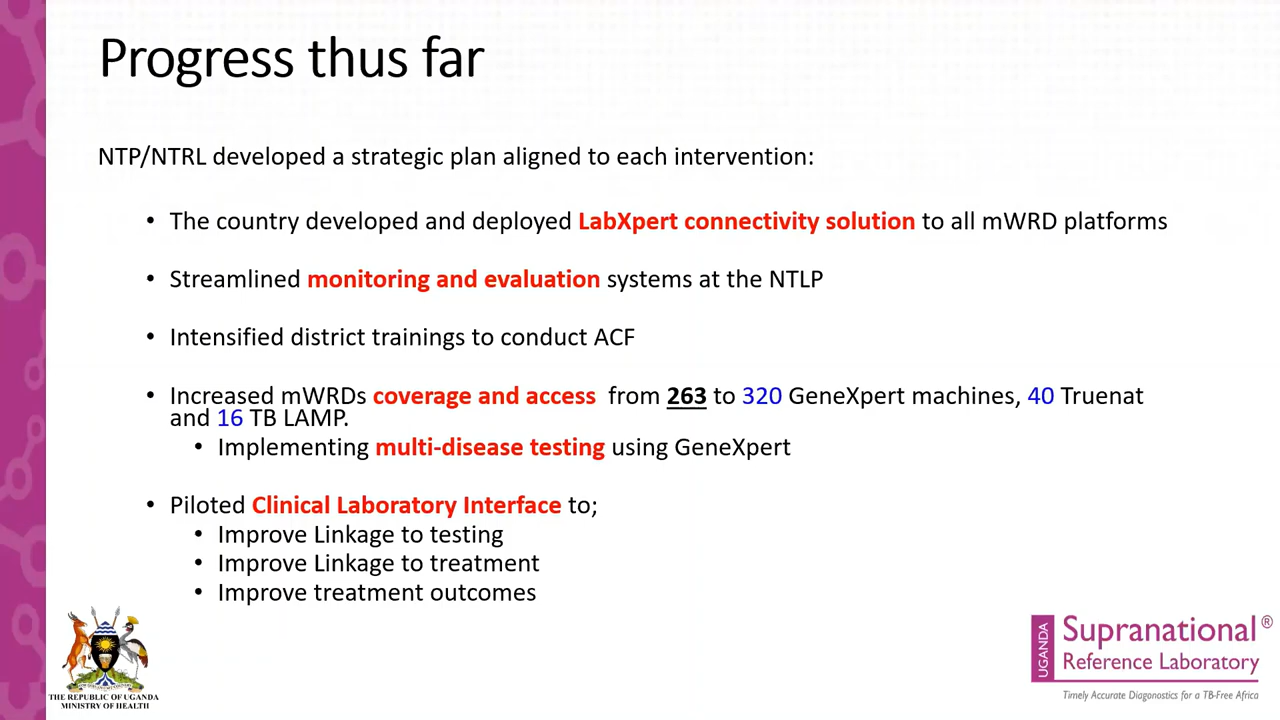 Progress thus far
NTP/NTRL developed a strategic plan aligned to each intervention:
• The country developed and deployed LabXpert connectivity solution to all mWRD platforms
• Streamlined monitoring and evaluation systems at the NTLP
• Intensified district trainings to conduct ACF
• Increased mWRDs coverage and access from 263 to 320 GeneXpert machines, 40 Truenat
and 16 TB LAMP.
• Implementing multi-disease testing using GeneXpert
• Piloted Clinical Laboratory Interface to;
• Improve Linkage to testing
• Improve Linkage to treatment
• Improve treatment outcomes
THE REPUBLIC OF UGANDA
MINISTRY OF HEALTH
UGANDA
Supranational®
Reference Laboratory
Timely Accurate Diagonostics for a TB-Free Africa